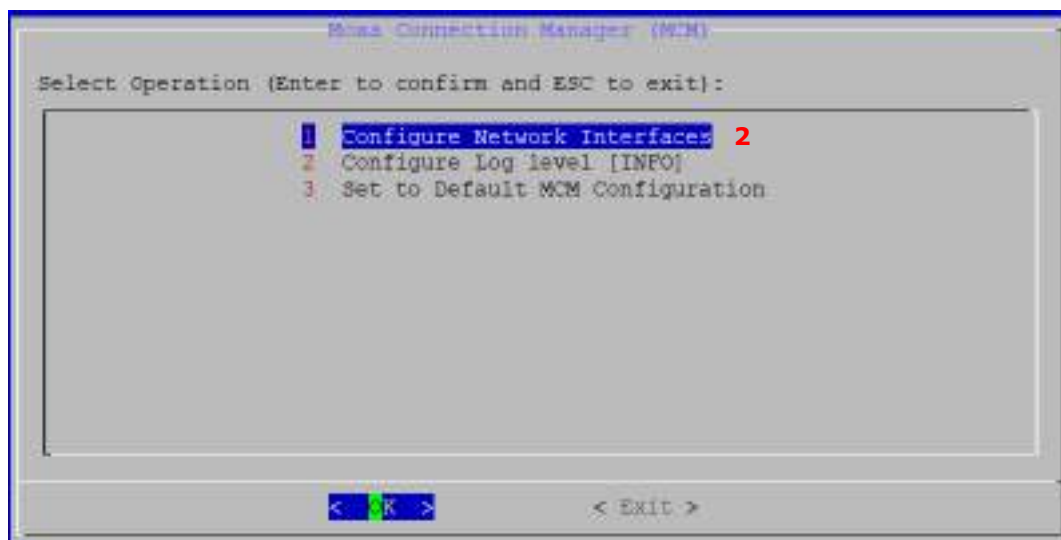 Moxa Connection Manager (MCM)
Select Operation (Enter to confirm and ESC to exit):
1 Configure Network Interfaces 2
2 Configure Log level [INFO]
3 Set to Default MCM Configuration
< OK > < Exit >